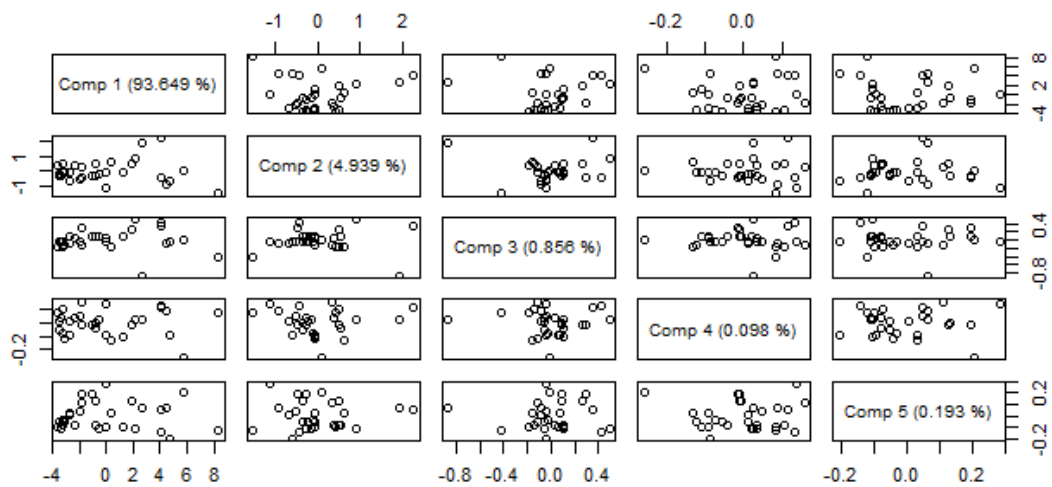 -1 0 1 2 -0.2 0.0
Comp 1 (93.649 %) -4 2 8
-1 1 Comp 2 (4.939 %)
Comp 3 (0.856 %) -0.8 0.4
-0.2 Comp 4 (0.098 %)
Comp 5 (0.193 %) -0.2 0.2
-4 0 2 4 6 8 -0.8 -0.4 0.0 0.4 -0.2 0.0 0.2